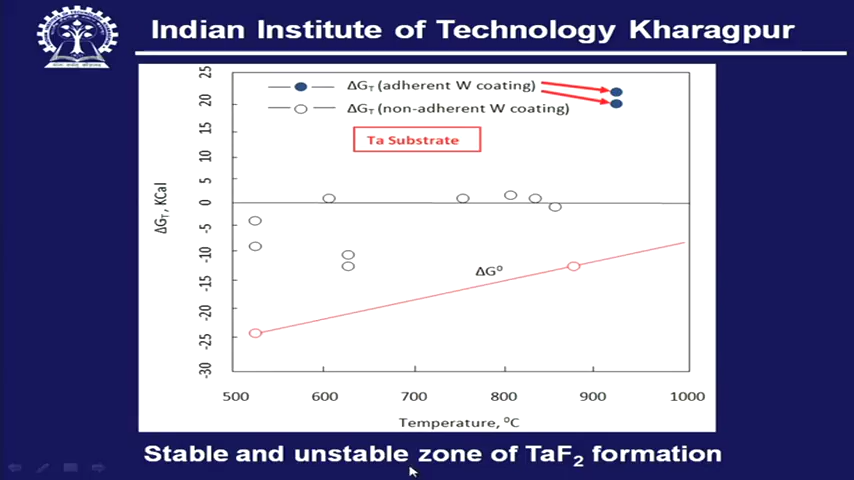 Indian Institute of Technology Kharagpur
ΔG_T (adherent W coating)
ΔG_T (non-adherent W coating)
Ta Substrate
ΔG_T, KCal
25
20
15
10
5
0
-5
-10
-15
-20
-25
-30
ΔG⁰
500 600 700 800 900 1000
Temperature, ⁰C
Stable and unstable zone of TaF₂ formation